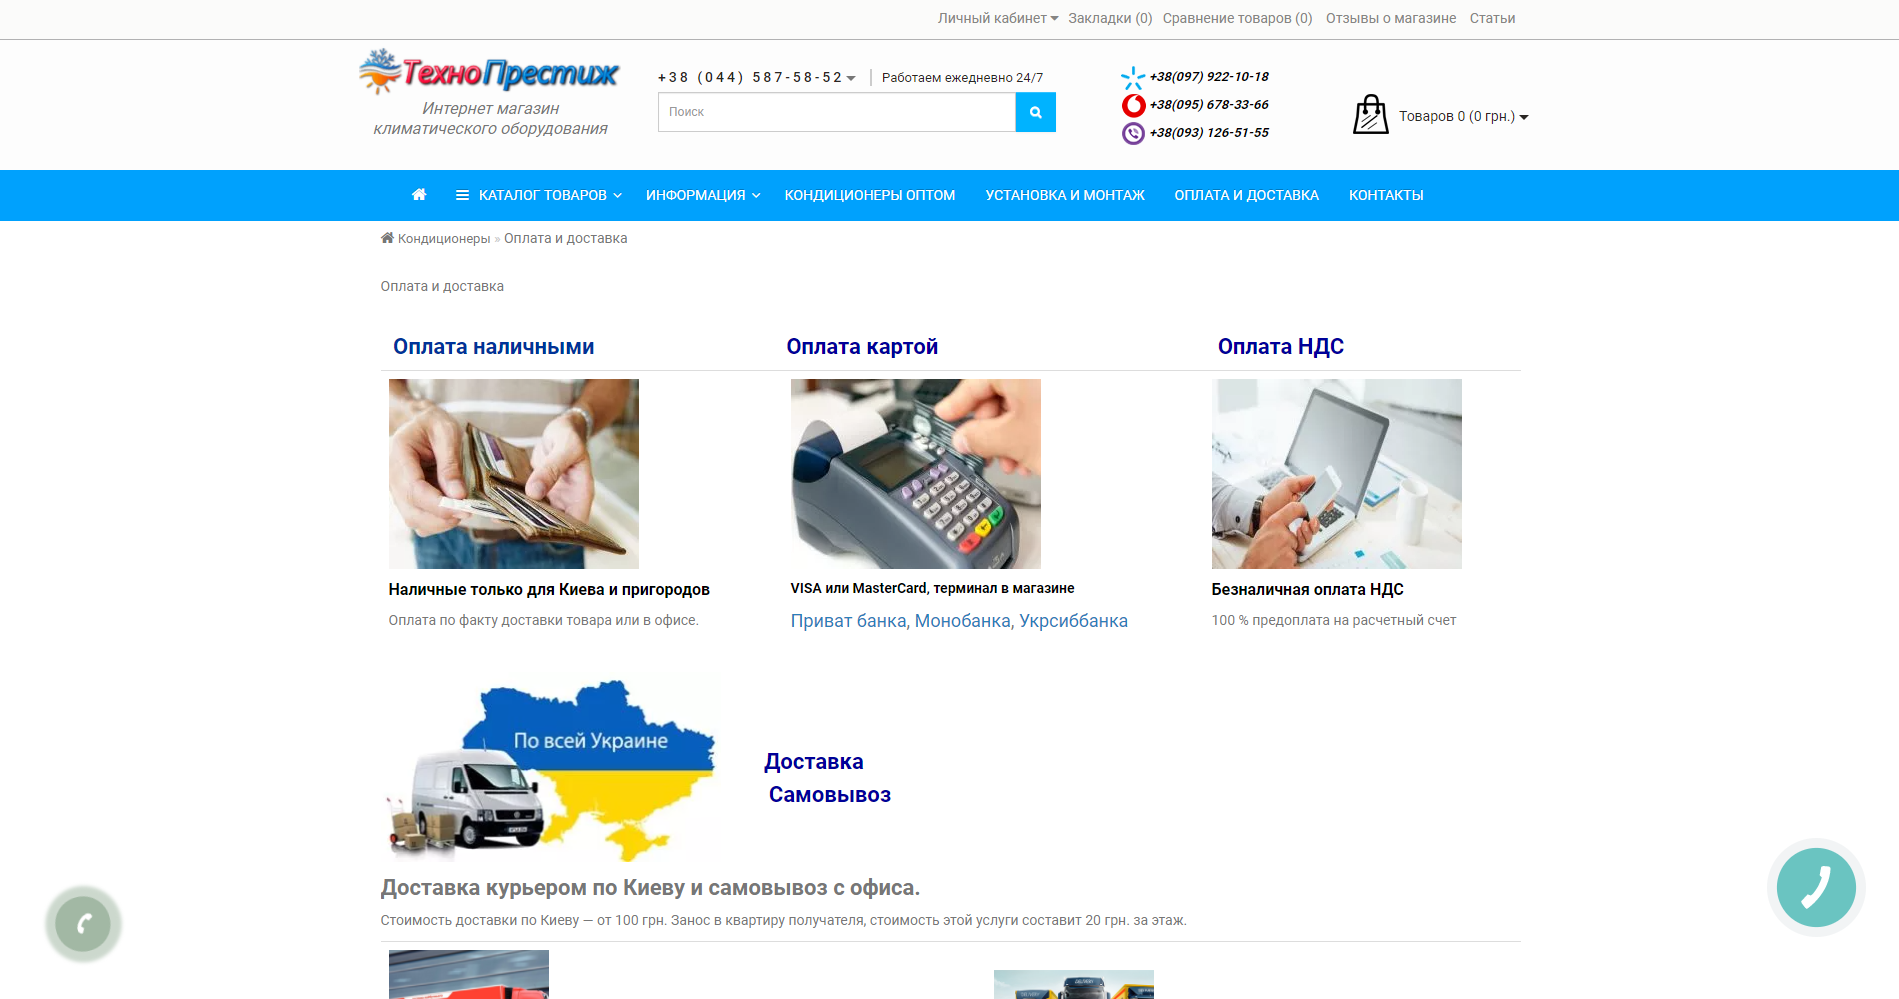 Личный кабинет Закладки (0) Сравнение товаров (0) Отзывы о магазине Статьи
ТехноПрестиж
Интернет магазин
климатического оборудования
+38 (044) 587-58-52 Работаем ежедневно 24/7
Поиск
+38(097) 922-10-18
+38(095) 678-33-66
+38(093) 126-51-55
Товаров 0 (0 грн.)
КАТАЛОГ ТОВАРОВ ИНФОРМАЦИЯ КОНДИЦИОНЕРЫ ОПТОМ УСТАНОВКА И МОНТАЖ ОПЛАТА И ДОСТАВКА КОНТАКТЫ
Кондиционеры » Оплата и доставка
Оплата и доставка
Оплата наличными Оплата картой Оплата НДС
Наличные только для Киева и пригородов
Оплата по факту доставки товара или в офисе.
VISA или MasterCard, терминал в магазине
Приват банка, Монобанка, Укрсиббанка
Безналичная оплата НДС
100 % предоплата на расчетный счет
По всей Украине
Доставка
Самовывоз
Доставка курьером по Киеву и самовывоз с офиса.
Стоимость доставки по Киеву — от 100 грн. Занос в квартиру получателя, стоимость этой услуги составит 20 грн. за этаж.